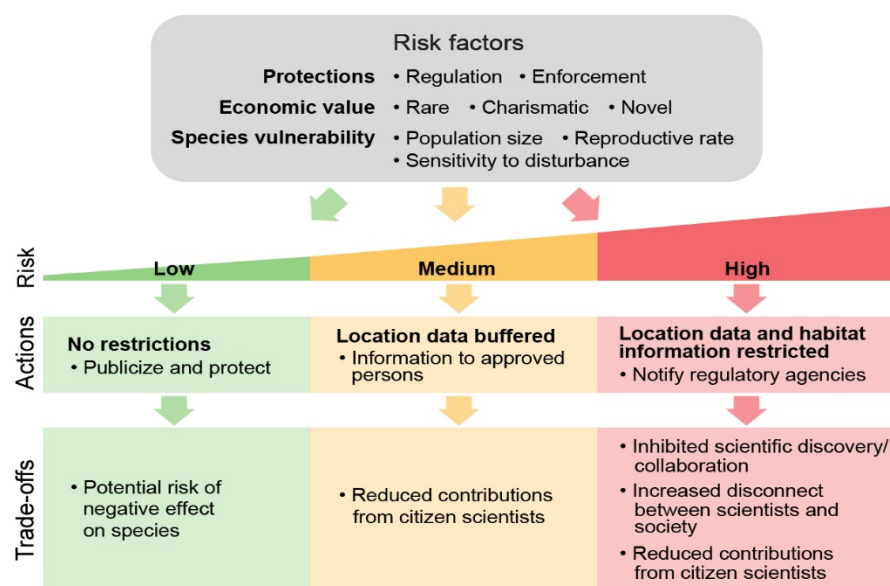 Risk factors
Protections • Regulation • Enforcement
Economic value • Rare • Charismatic • Novel
Species vulnerability • Population size • Reproductive rate
• Sensitivity to disturbance
Risk
Low
Medium
High
Actions
No restrictions
• Publicize and protect
Location data buffered
• Information to approved
persons
Location data and habitat
information restricted
• Notify regulatory agencies
Trade-offs
• Potential risk of
negative effect
on species
• Reduced contributions
from citizen scientists
• Inhibited scientific discovery/
collaboration
• Increased disconnect
between scientists and
society
• Reduced contributions
from citizen scientists